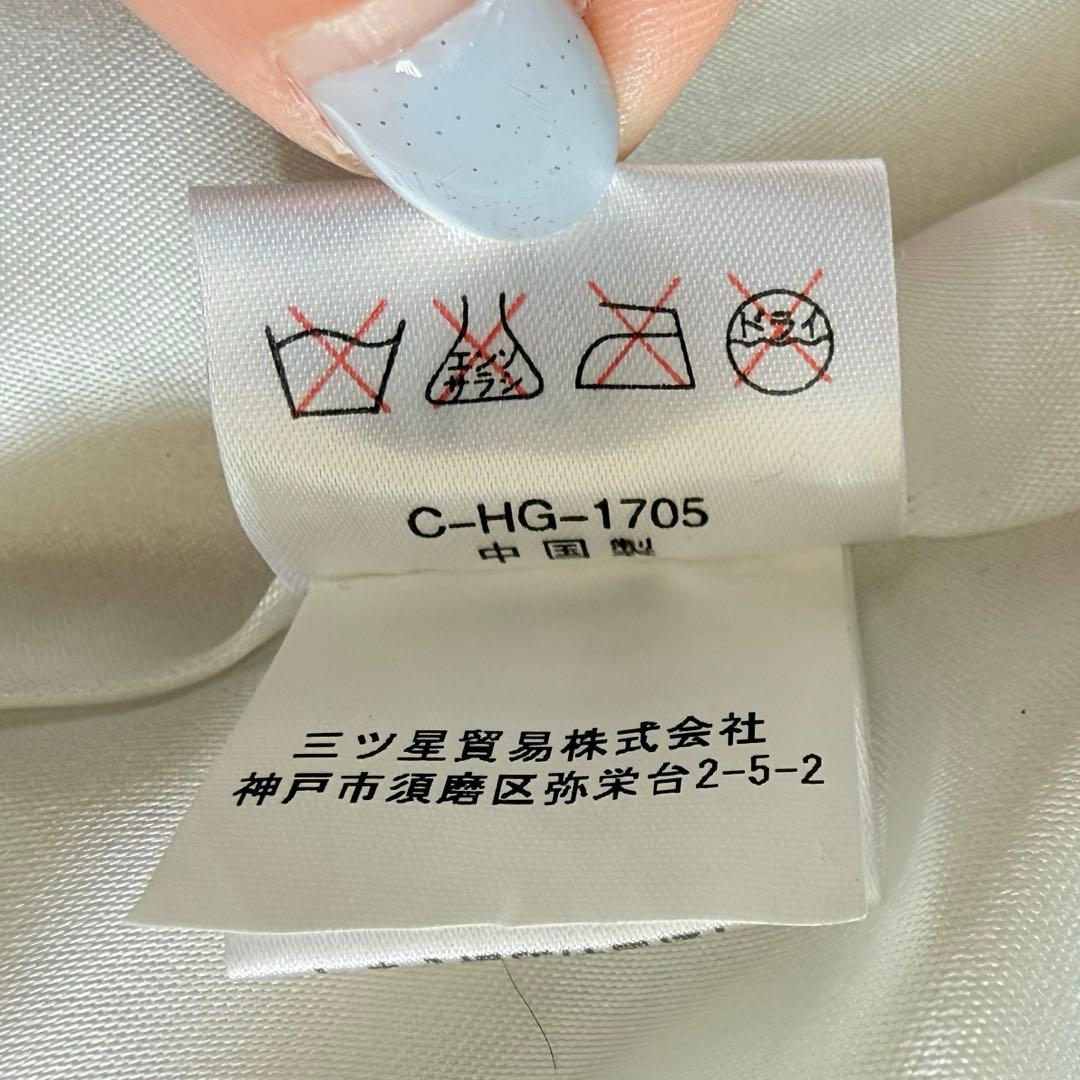 エンソ
サラシ
ドライ
C-HG-1705
中国製
三ツ星貿易株式会社
神戸市須磨区弥栄台2-5-2